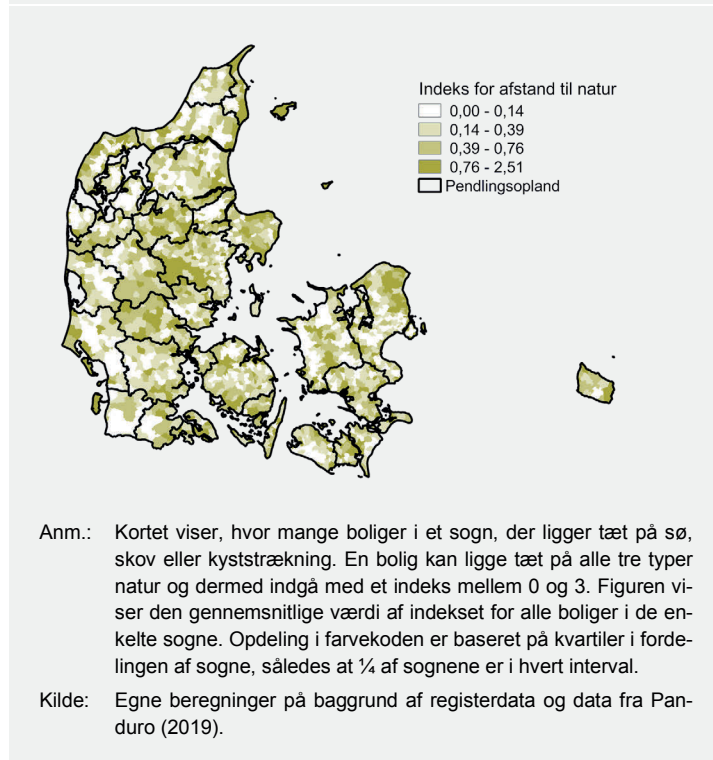 Indeks for afstand til natur
0,00 - 0,14
0,14 - 0,39
0,39 - 0,76
0,76 - 2,51
Pendlingsopland
Anm.: Kortet viser, hvor mange boliger i et sogn, der ligger tæt på sø,
skov eller kyststrækning. En bolig kan ligge tæt på alle tre typer
natur og dermed indgå med et indeks mellem 0 og 3. Figuren vi-
ser den gennemsnitlige værdi af indekset for alle boliger i de en-
kelte sogne. Opdeling i farvekoden er baseret på kvartiler i forde-
lingen af sogne, således at ¼ af sognene er i hvert interval.
Kilde: Egne beregninger på baggrund af registerdata og data fra Pan-
duro (2019).